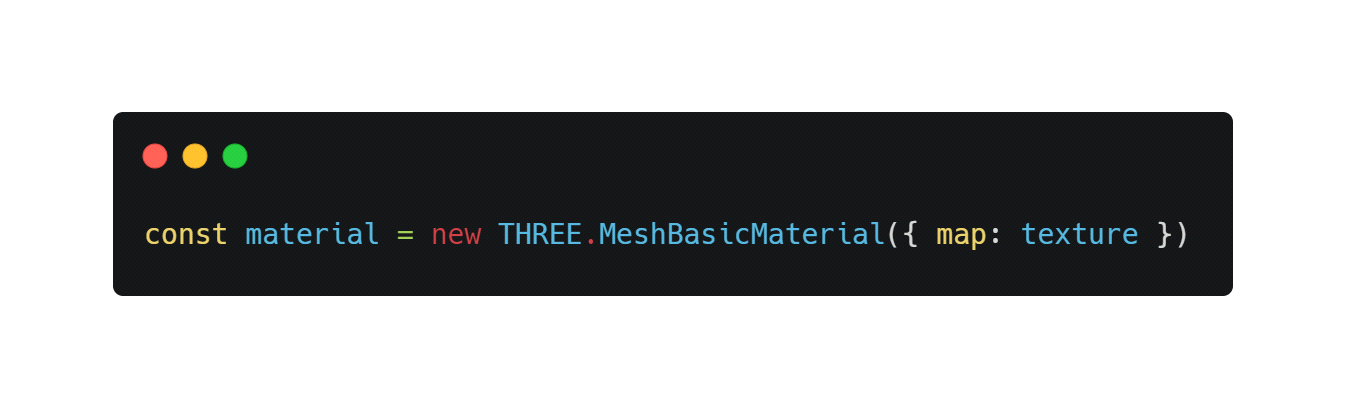 const material = new THREE.MeshBasicMaterial({ map: texture })